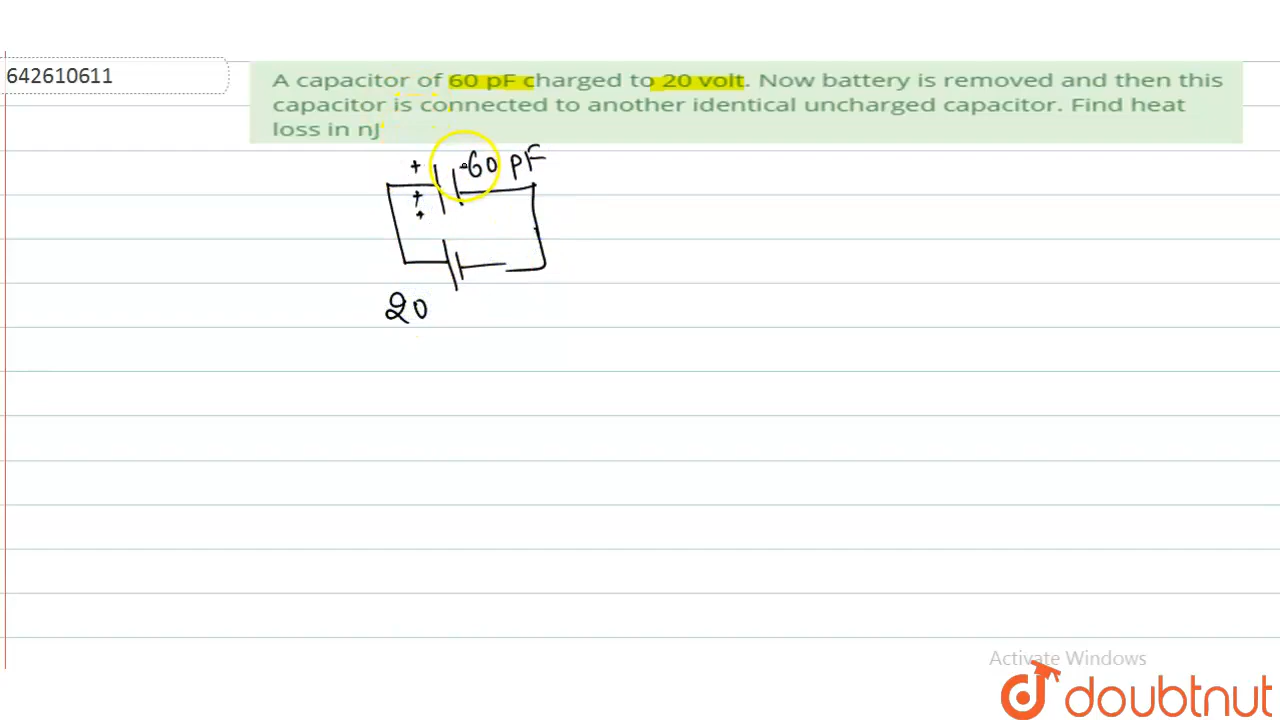 642610611
A capacitor of 60 pF charged to 20 volt. Now battery is removed and then this
capacitor is connected to another identical uncharged capacitor. Find heat
loss in nJ
+ 60 pF
+
+
20
Activate Windows
doubtnut